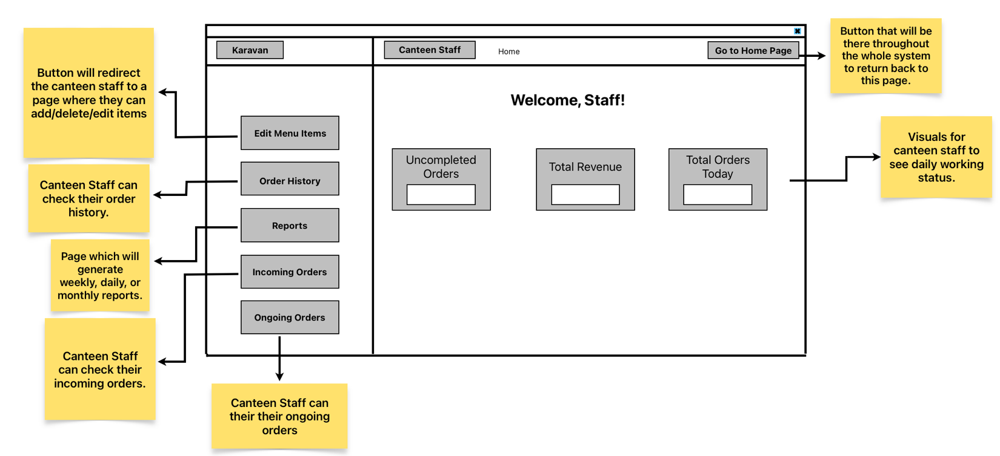 Karavan
Canteen Staff
Home
Go to Home Page
Button that will be
there throughout
the whole system
to return back to
this page.
Button will redirect
the canteen staff to a
page where they can
add/delete/edit items
Welcome, Staff!
Edit Menu Items
Order History
Reports
Incoming Orders
Ongoing Orders
Uncompleted
Orders
Total Revenue
Total Orders
Today
Visuals for
canteen staff to
see daily working
status.
Canteen Staff can
check their order
history.
Page which will
generate
weekly, daily, or
monthly reports.
Canteen Staff
can check their
incoming orders.
Canteen Staff can
their their ongoing
orders